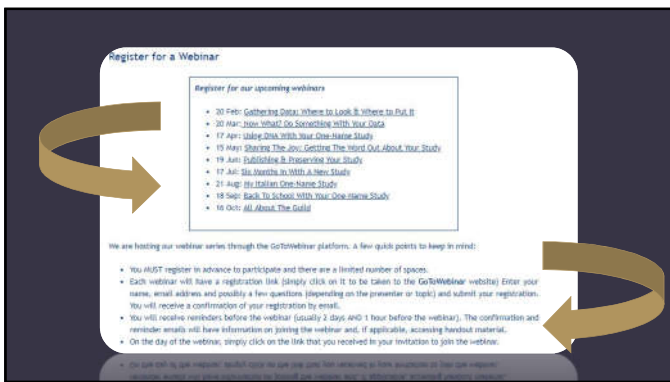 Register for a Webinar
Register for our upcoming webinars
• 20 Feb: Gathering Data: Where to Look & Where to Put It
• 20 Mar: Now What? Do Something With Your Data
• 17 Apr: Using DNA With Your One-Name Study
• 15 May: Sharing The Joy: Getting The Word Out About Your Study
• 19 Jun: Publishing & Preserving Your Study
• 17 Jul: Six Months In With A New Study
• 21 Aug: My Italian One-Name Study
• 18 Sep: Back To School With Your One-Name Study
• 16 Oct: All About The Guild
We are hosting our webinar series through the GoToWebinar platform. A few quick points to keep in mind:
• You MUST register in advance to participate and there are a limited number of spaces.
• Each webinar will have a registration link (simply click on it to be taken to the GoToWebinar website) Enter your
name, email address and possibly a few questions (depending on the presenter or topic) and submit your registration.
You will receive a confirmation of your registration by email.
• You will receive reminders before the webinar (usually 2 days AND 1 hour before the webinar). The confirmation and
reminder emails will have information on joining the webinar and, if applicable, accessing handout material.
• On the day of the webinar, simply click on the link that you received in your invitation to join the webinar.